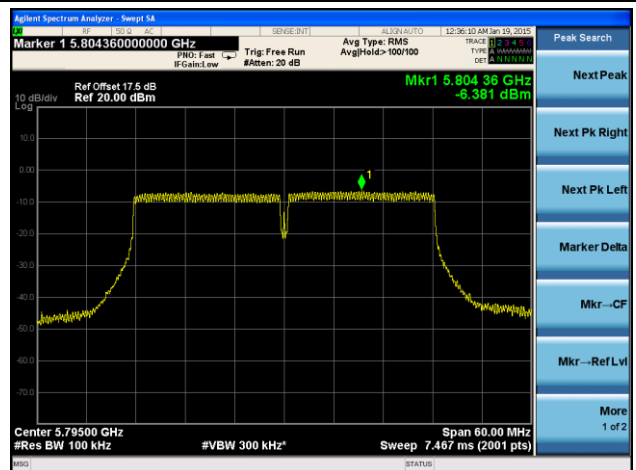 Agilent Spectrum Analyzer - Swept SA
LXI RF 50 Ω AC SENSE:INT ALIGN AUTO 12:36:10 AM Jan 19, 2015
Marker 1 5.804360000000 GHz
PNO: Fast
IFGain:Low
Trig: Free Run
#Atten: 20 dB
Avg Type: RMS
Avg|Hold:>100/100
TRACE 1 2 3 4 5 6
TYPE A
DET A N N N N N
Peak Search
Ref Offset 17.5 dB
10 dB/div Ref 20.00 dBm
Log
Mkr1 5.804 36 GHz
-6.381 dBm
10.0
0.00
-10.0
-20.0
-30.0
-40.0
-50.0
-60.0
-70.0
1
Center 5.79500 GHz Span 60.00 MHz
#Res BW 100 kHz #VBW 300 kHz* Sweep 7.467 ms (2001 pts)
MSG STATUS
Next Peak
Next Pk Right
Next Pk Left
Marker Delta
Mkr→CF
Mkr→Ref Lvl
More
1 of 2